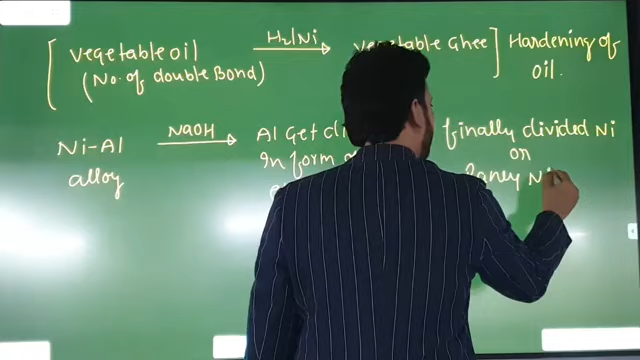 vegetable oil H₂/Ni vegetable Ghee Hardening of
(No. of double Bond) oil.
Ni-Al NaOH Al Get finally divided Ni
alloy In form or
Ni